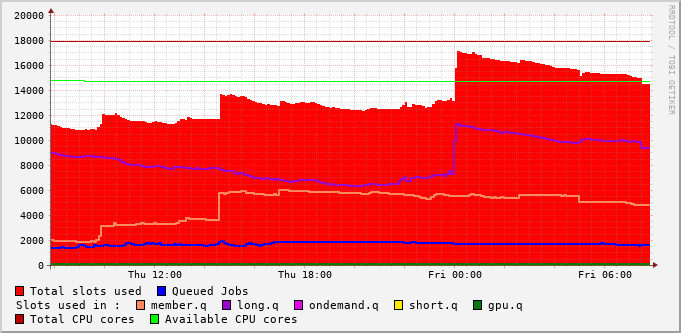 20000
18000
16000
14000
12000
10000
8000
6000
4000
2000
0
Thu 12:00 Thu 18:00 Fri 00:00 Fri 06:00
RRDTOOL / TOBI OETIKER
Total slots used Queued Jobs
Slots used in : member.q long.q ondemand.q short.q gpu.q
Total CPU cores Available CPU cores